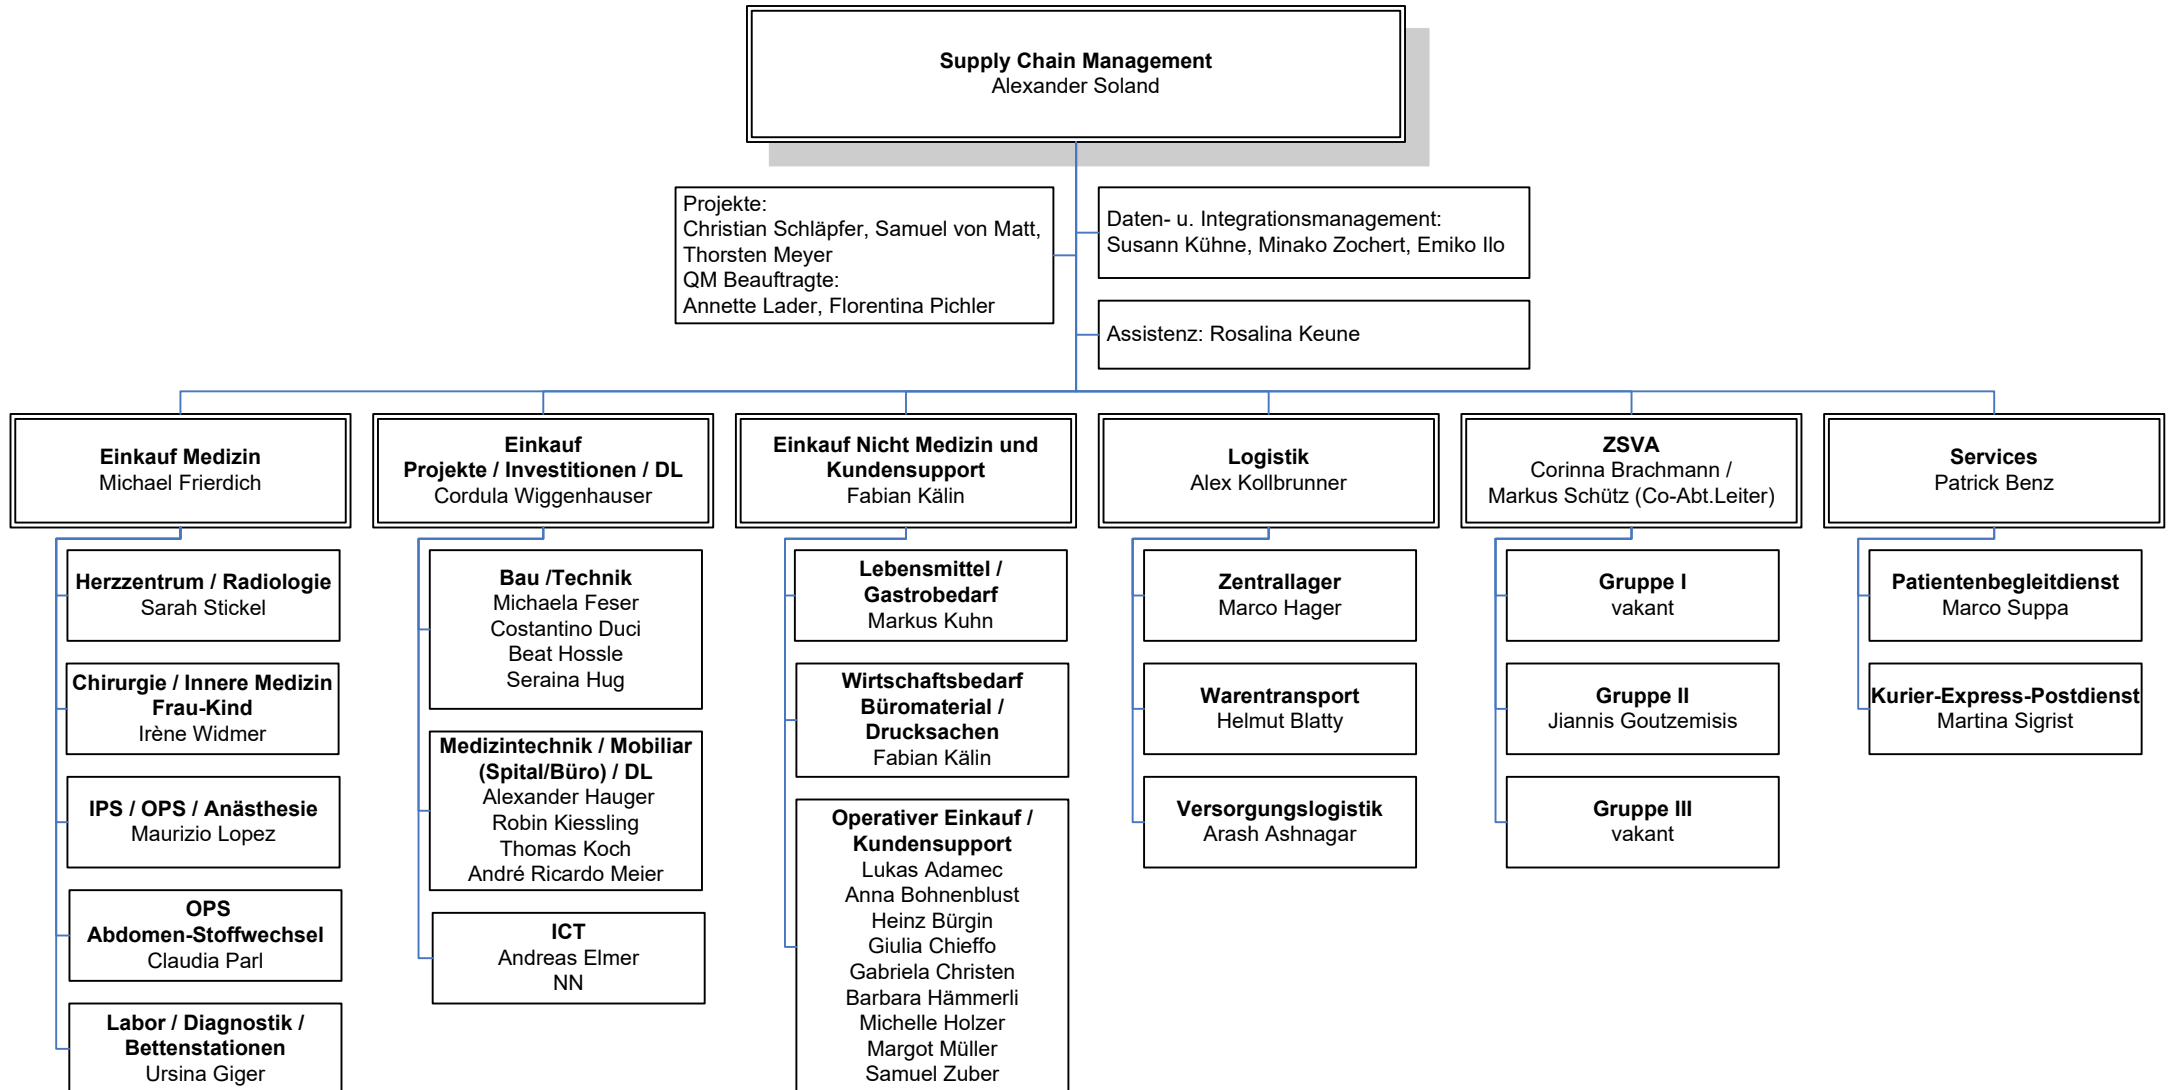 Supply Chain Management
Alexander Soland
Projekte:
Christian Schläpfer, Samuel von Matt,
Thorsten Meyer
QM Beauftragte:
Annette Lader, Florentina Pichler
Daten- u. Integrationsmanagement:
Susann Kühne, Minako Zochert, Emiko Ilo
Assistenz: Rosalina Keune
Einkauf Medizin
Michael Frierdich
Einkauf
Projekte / Investitionen / DL
Cordula Wiggenhauser
Einkauf Nicht Medizin und
Kundensupport
Fabian Kälin
Logistik
Alex Kollbrunner
ZSVA
Corinna Brachmann /
Markus Schütz (Co-Abt.Leiter)
Services
Patrick Benz
Herzzentrum / Radiologie
Sarah Stickel
Chirurgie / Innere Medizin
Frau-Kind
Irène Widmer
IPS / OPS / Anästhesie
Maurizio Lopez
OPS
Abdomen-Stoffwechsel
Claudia Parl
Labor / Diagnostik /
Bettenstationen
Ursina Giger
Bau /Technik
Michaela Feser
Costantino Duci
Beat Hossle
Seraina Hug
Medizintechnik / Mobiliar
(Spital/Büro) / DL
Alexander Hauger
Robin Kiessling
Thomas Koch
André Ricardo Meier
ICT
Andreas Elmer
NN
Lebensmittel /
Gastrobedarf
Markus Kuhn
Wirtschaftsbedarf
Büromaterial /
Drucksachen
Fabian Kälin
Operativer Einkauf /
Kundensupport
Lukas Adamec
Anna Bohnenblust
Heinz Bürgin
Giulia Chieffo
Gabriela Christen
Barbara Hämmerli
Michelle Holzer
Margot Müller
Samuel Zuber
Zentrallager
Marco Hager
Warentransport
Helmut Blatty
Versorgungslogistik
Arash Ashnagar
Gruppe I
vakant
Gruppe II
Jiannis Goutzemisis
Gruppe III
vakant
Patientenbegleitdienst
Marco Suppa
Kurier-Express-Postdienst
Martina Sigrist